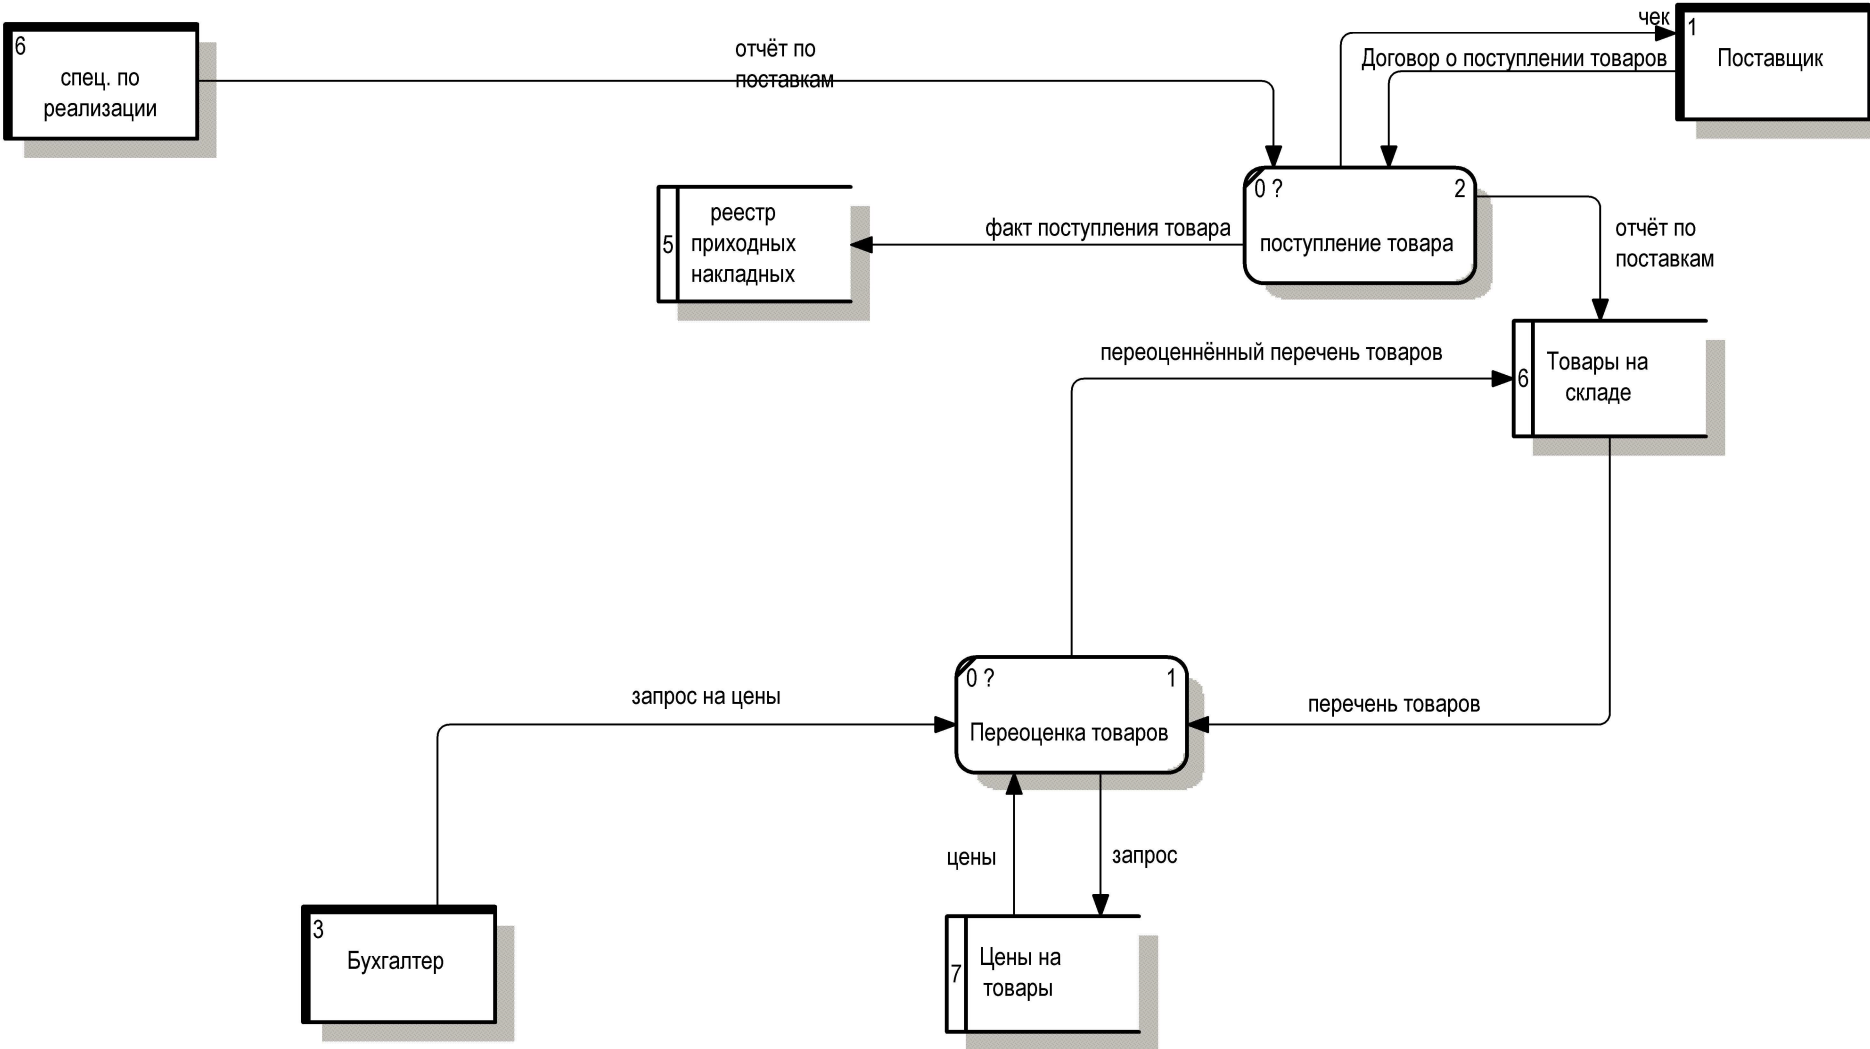 6
спец. по
реализации
отчёт по
поставкам
чек
Договор о поступлении товаров
1
Поставщик
0 ?
2
поступление товара
факт поступления товара
5
реестр
приходных
накладных
отчёт по
поставкам
переоценнённый перечень товаров
6
Товары на
складе
запрос на цены
0 ?
1
Переоценка товаров
перечень товаров
цены
запрос
3
Бухгалтер
7
Цены на
товары